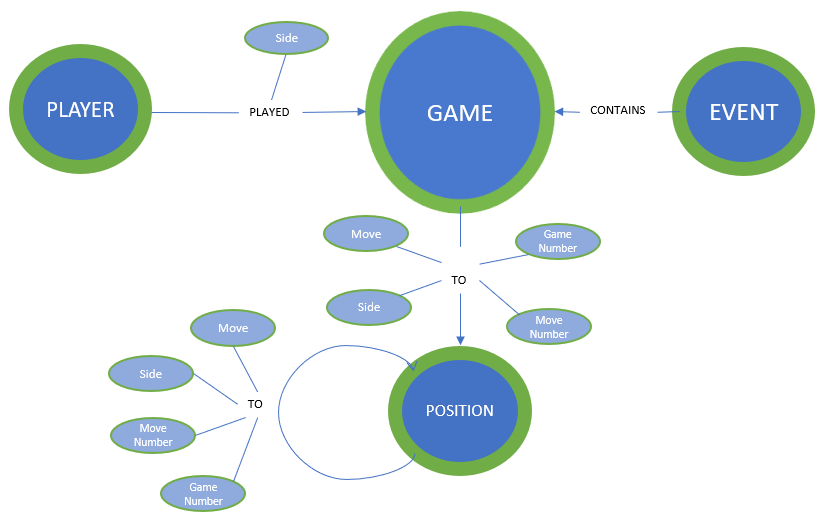 Side
PLAYER
PLAYED
GAME
CONTAINS
EVENT
Move
Game
Number
TO
Side
Move
Number
Move
Side
TO
Move
Number
Game
Number
POSITION